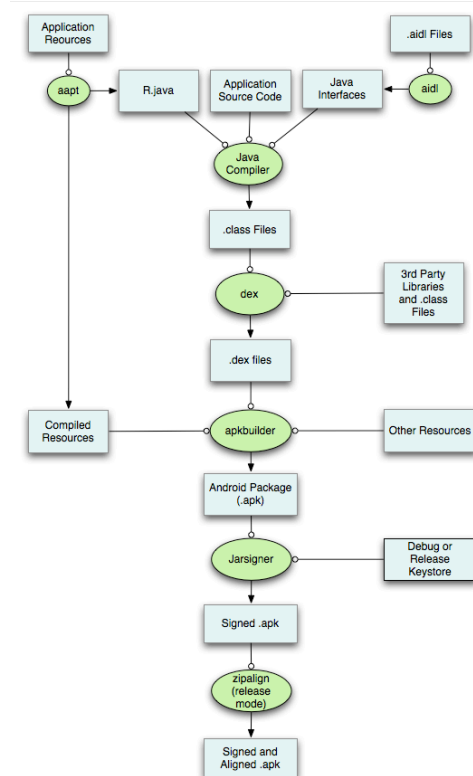 Application
Reources
.aidl Files
aapt
R.java
Application
Source Code
Java
Interfaces
aidl
Java
Compiler
.class Files
dex
3rd Party
Libraries
and .class
Files
.dex files
Compiled
Resources
apkbuilder
Other Resources
Android Package
(.apk)
Jarsigner
Debug or
Release
Keystore
Signed .apk
zipalign
(release
mode)
Signed and
Aligned .apk